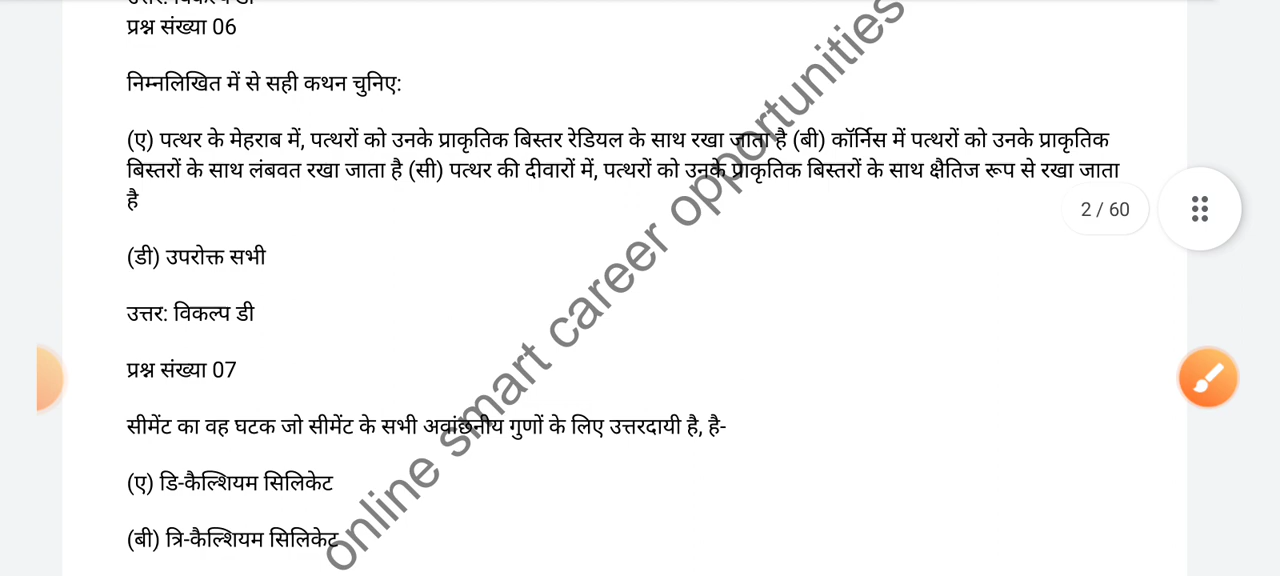 प्रश्न संख्या 06
निम्नलिखित में से सही कथन चुनिए:
(ए) पत्थर के मेहराब में, पत्थरों को उनके प्राकृतिक बिस्तर रेडियल के साथ रखा जाता है (बी) कॉर्निस में पत्थरों को उनके प्राकृतिक
बिस्तरों के साथ लंबवत रखा जाता है (सी) पत्थर की दीवारों में, पत्थरों को उनके प्राकृतिक बिस्तरों के साथ क्षैतिज रूप से रखा जाता
है
2 / 60
(डी) उपरोक्त सभी
उत्तर: विकल्प डी
प्रश्न संख्या 07
सीमेंट का वह घटक जो सीमेंट के सभी अवांछनीय गुणों के लिए उत्तरदायी है, है-
(ए) डि-कैल्शियम सिलिकेट
(बी) त्रि-कैल्शियम सिलिकेट
online smart career opportunities